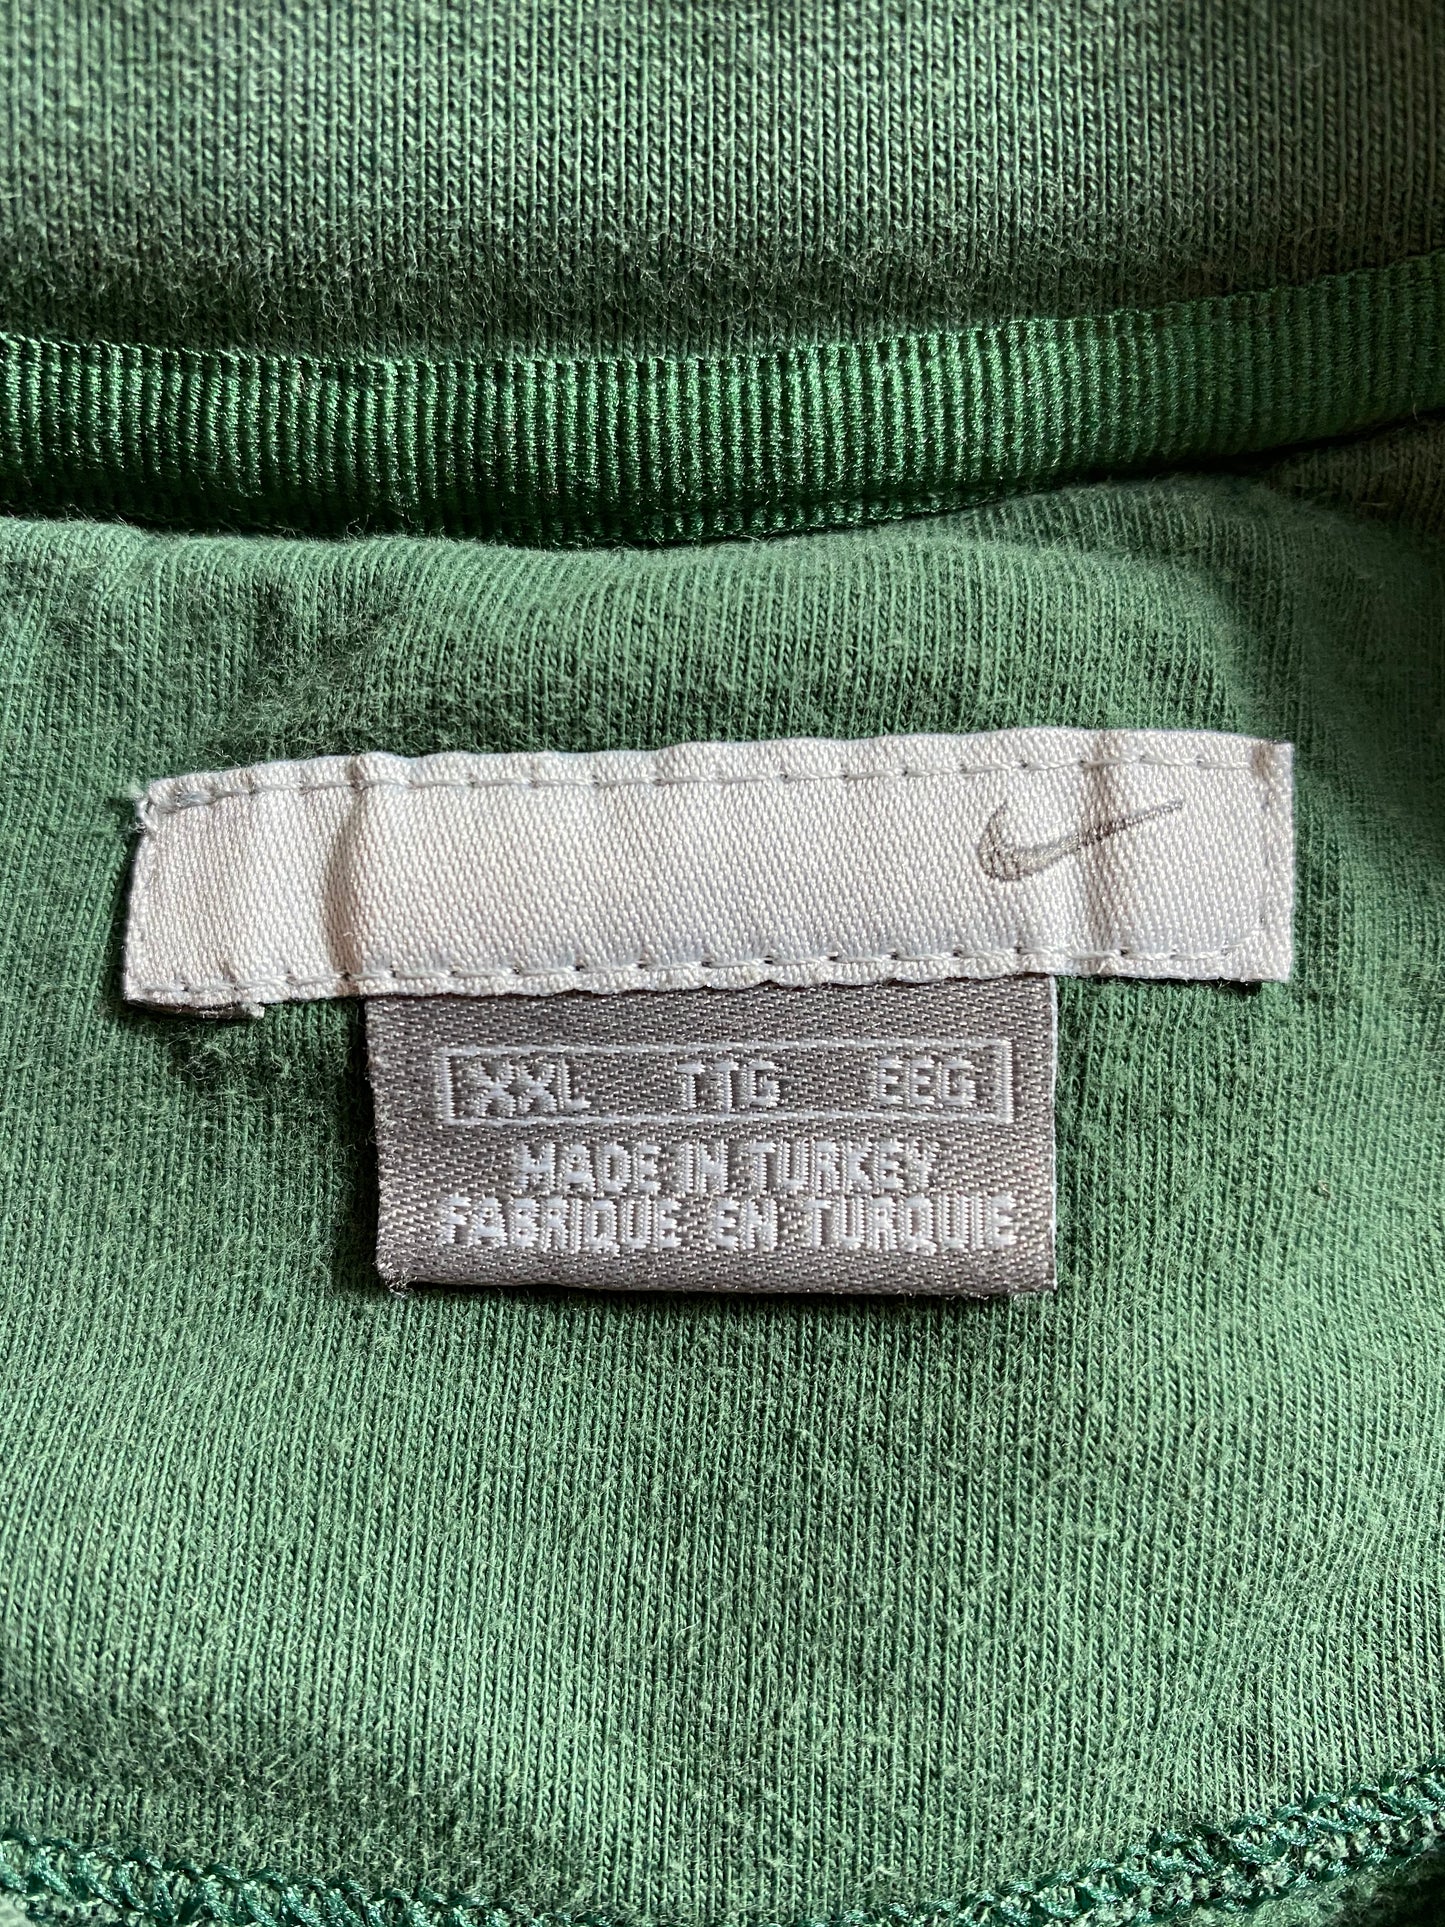 XXL TTG EEG
MADE IN TURKEY
FABRIQUE EN TURQUIE